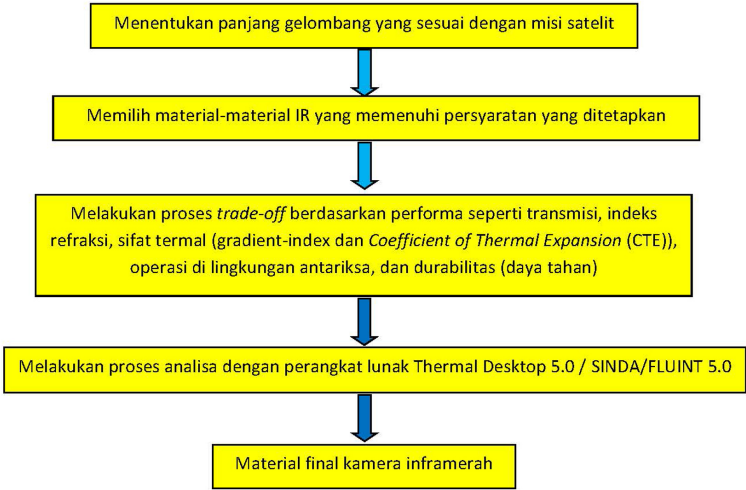 Menentukan panjang gelombang yang sesuai dengan misi satelit
Memilih material-material IR yang memenuhi persyaratan yang ditetapkan
Melakukan proses trade-off berdasarkan performa seperti transmisi, indeks
refraksi, sifat termal (gradient-index dan Coefficient of Thermal Expansion (CTE)),
operasi di lingkungan antariksa, dan durabilitas (daya tahan)
Melakukan proses analisa dengan perangkat lunak Thermal Desktop 5.0 / SINDA/FLUINT 5.0
Material final kamera inframerah